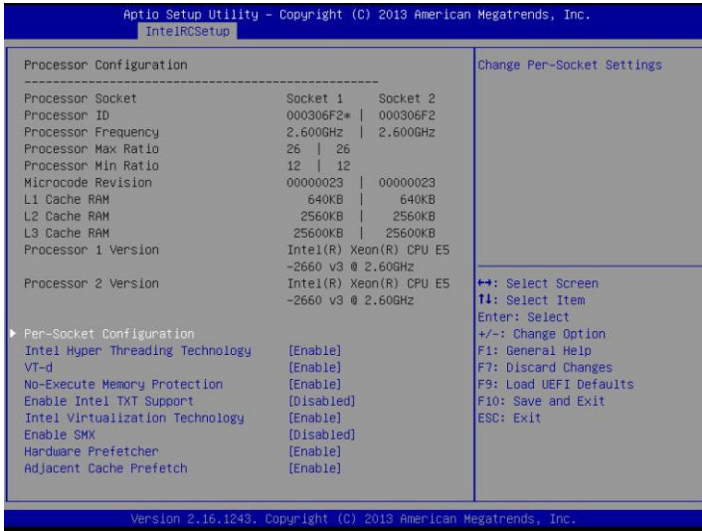 Aptio Setup Utility – Copyright (C) 2013 American Megatrends, Inc.
IntelRCSetup
Processor Configuration
--------------------------------------------------
Processor Socket Socket 1 Socket 2
Processor ID 000306F2* | 000306F2
Processor Frequency 2.600GHz | 2.600GHz
Processor Max Ratio 26 | 26
Processor Min Ratio 12 | 12
Microcode Revision 00000023 | 00000023
L1 Cache RAM 640KB | 640KB
L2 Cache RAM 2560KB | 2560KB
L3 Cache RAM 25600KB | 25600KB
Processor 1 Version Intel(R) Xeon(R) CPU E5
-2660 v3 @ 2.60GHz
Processor 2 Version Intel(R) Xeon(R) CPU E5
-2660 v3 @ 2.60GHz
Per-Socket Configuration
Intel Hyper Threading Technology [Enable]
VT-d [Enable]
No-Execute Memory Protection [Enable]
Enable Intel TXT Support [Disabled]
Intel Virtualization Technology [Enable]
Enable SMX [Disabled]
Hardware Prefetcher [Enable]
Adjacent Cache Prefetch [Enable]
Change Per-Socket Settings
↔: Select Screen
↑↓: Select Item
Enter: Select
+/-: Change Option
F1: General Help
F7: Discard Changes
F9: Load UEFI Defaults
F10: Save and Exit
ESC: Exit
Version 2.16.1243. Copyright (C) 2013 American Megatrends, Inc.